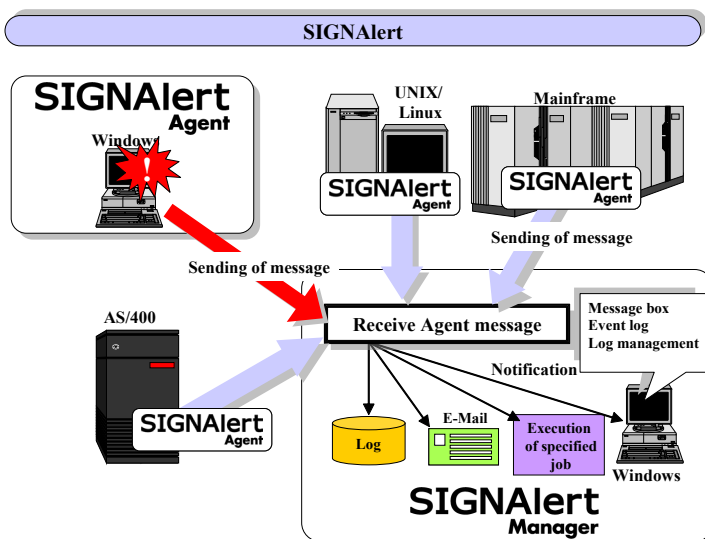 SIGNAlert
SIGNAlert
Agent
Windows
!
UNIX/
Linux
SIGNAlert
Agent
Mainframe
SIGNAlert
Agent
Sending of message
Sending of message
AS/400
SIGNAlert
Agent
Receive Agent message
Message box
Event log
Log management
Notification
Log
E-Mail
Execution
of specified
job
Windows
SIGNAlert
Manager